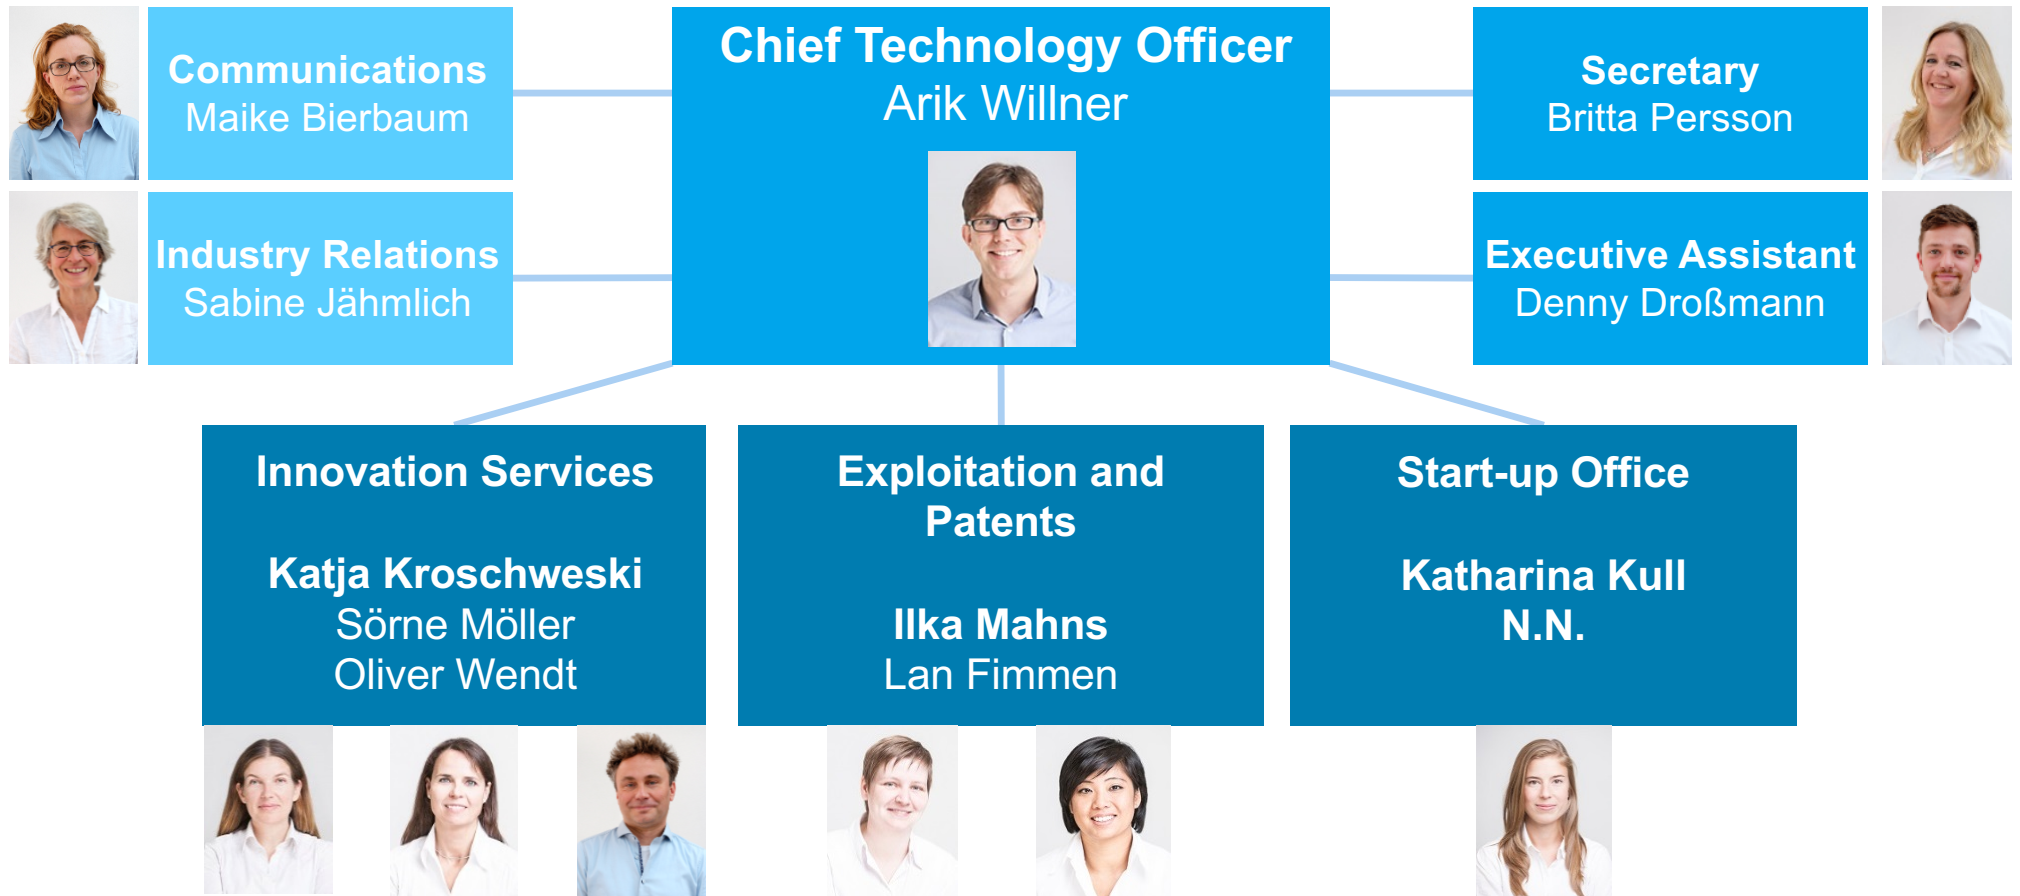 Communications
Maike Bierbaum
Chief Technology Officer
Arik Willner
Secretary
Britta Persson
Industry Relations
Sabine Jähmlich
Executive Assistant
Denny Droßmann
Innovation Services
Katja Kroschweski
Sörne Möller
Oliver Wendt
Exploitation and
Patents
Ilka Mahns
Lan Fimmen
Start-up Office
Katharina Kull
N.N.